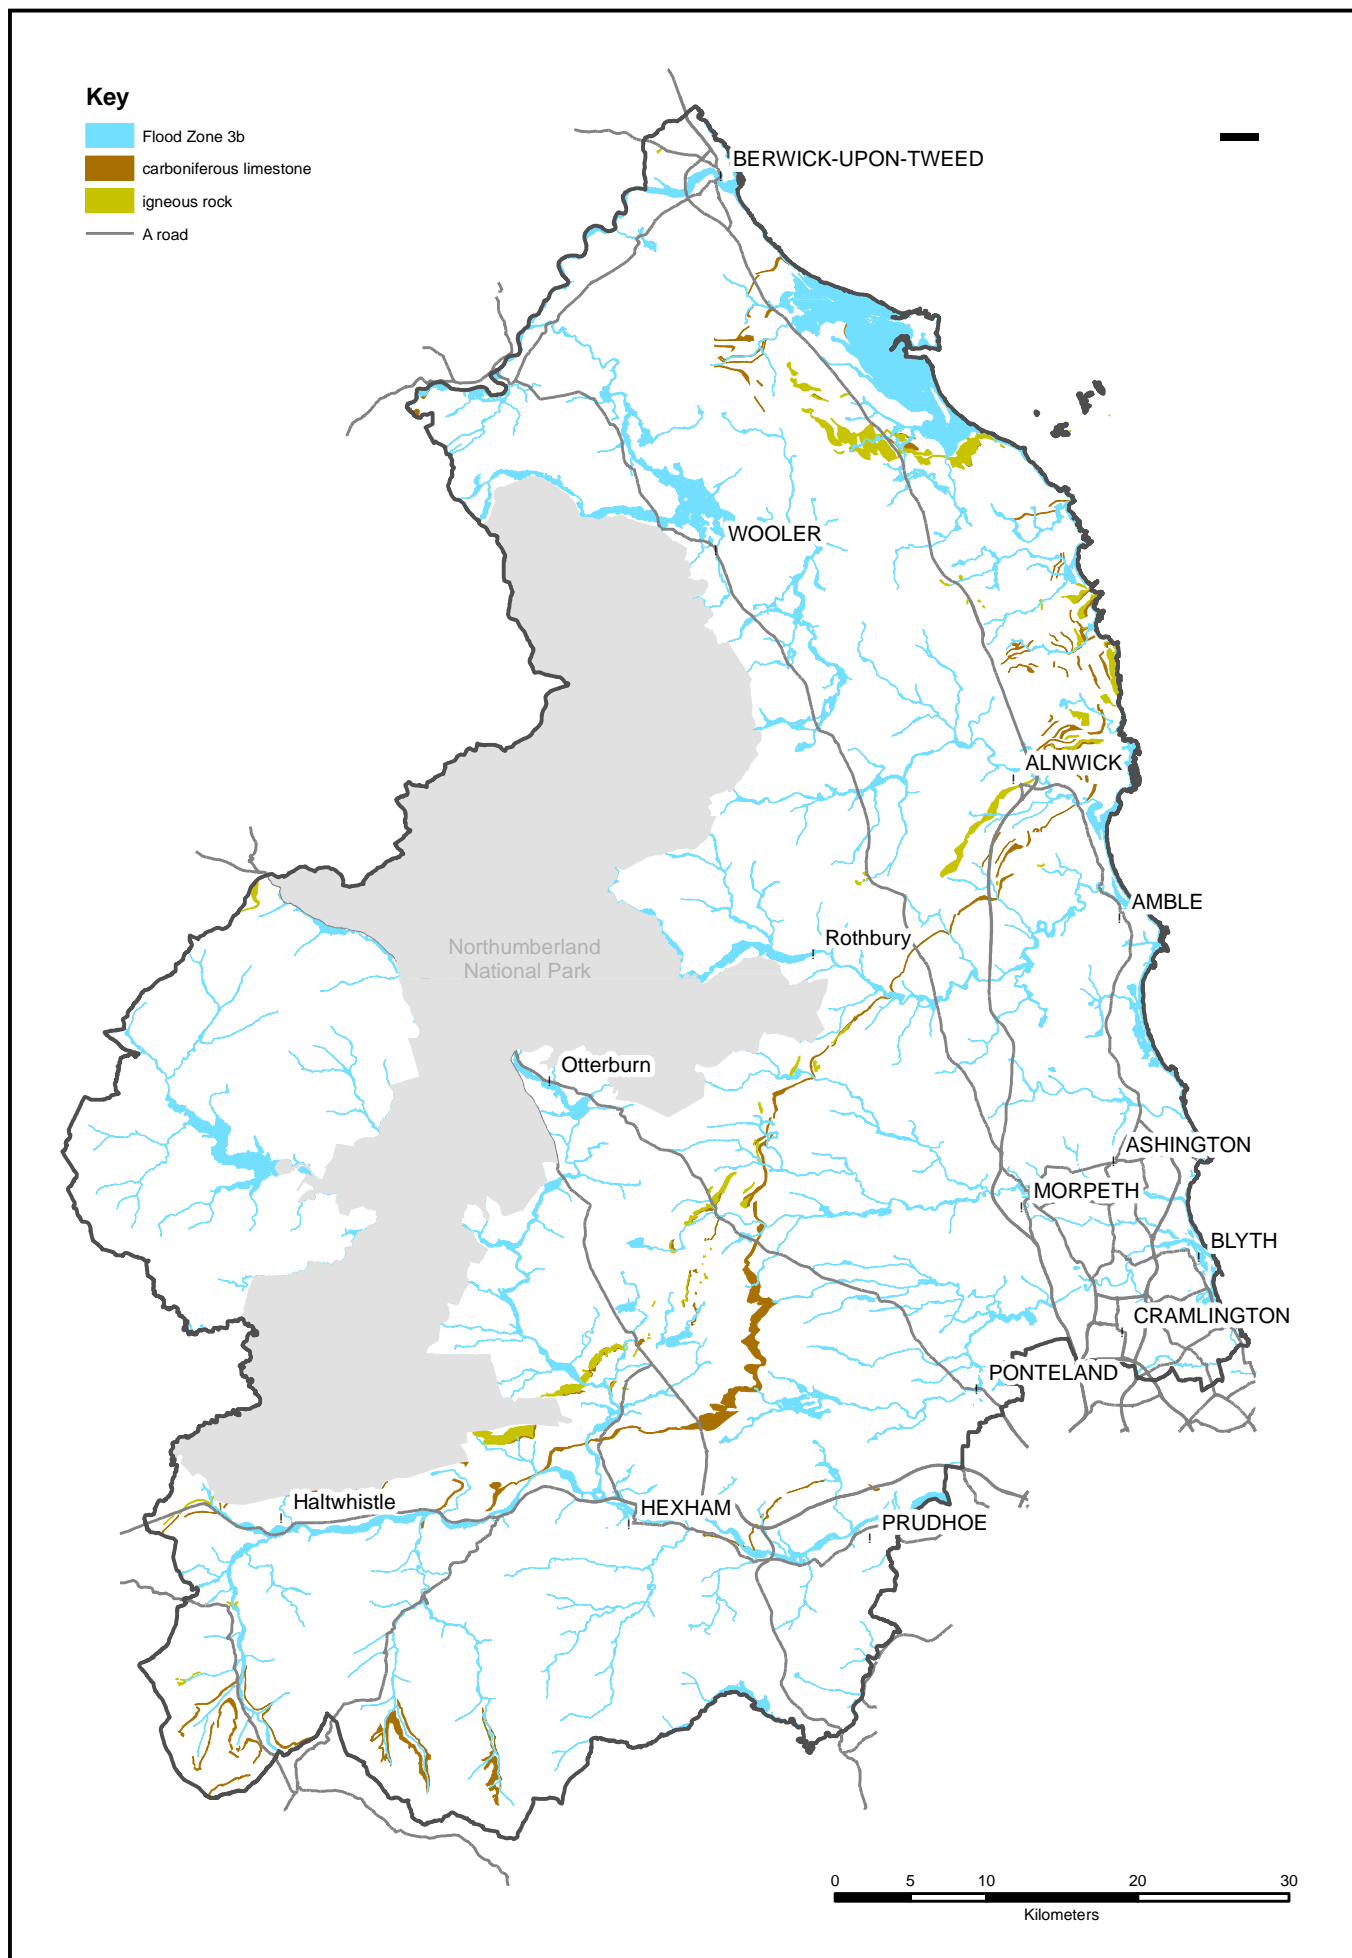 Key
Flood Zone 3b
carboniferous limestone
igneous rock
A road
BERWICK-UPON-TWEED
WOOLER
ALNWICK
AMBLE
Rothbury
Northumberland
National Park
Otterburn
ASHINGTON
MORPETH
BLYTH
CRAMLINGTON
PONTELAND
Haltwhistle
HEXHAM
PRUDHOE
0 5 10 20 30
Kilometers